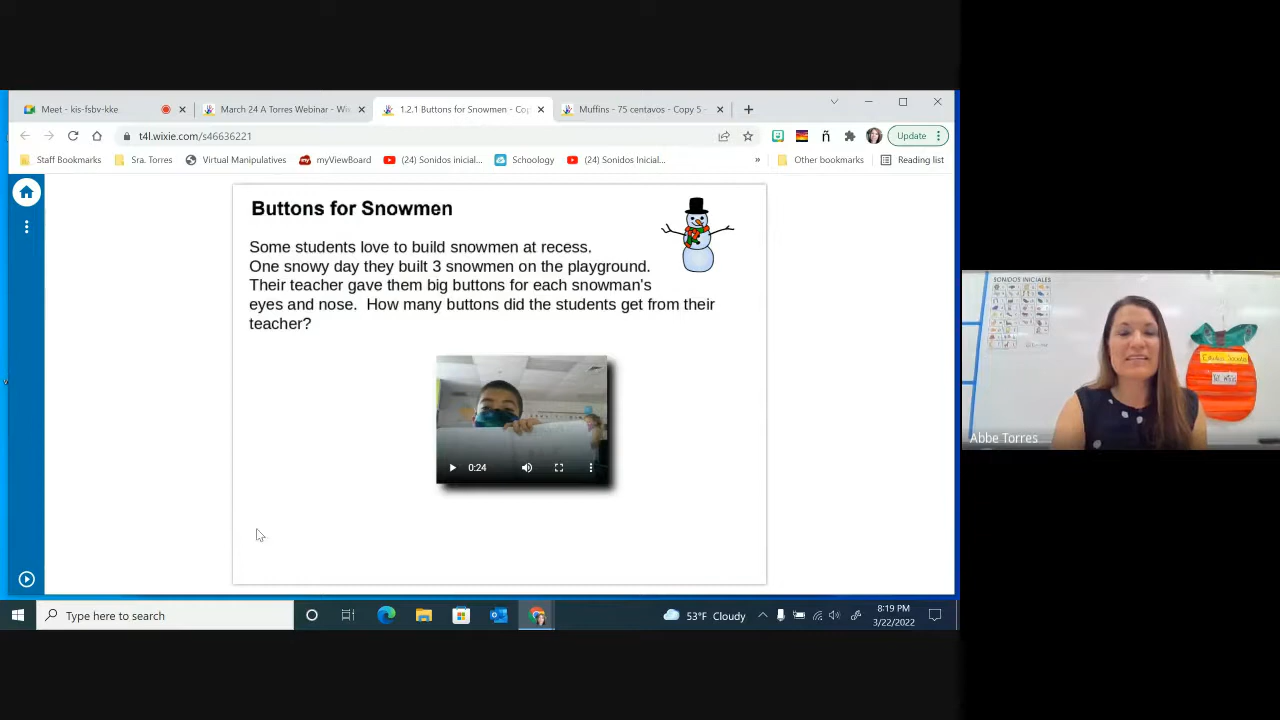 Meet - kis-fsbv-kke
March 24 A Torres Webinar - Wi
1.2.1 Buttons for Snowmen - Co
Muffins - 75 centavos - Copy 5 -
t4l.wixie.com/s46636221
Update
Staff Bookmarks
Sra. Torres
Virtual Manipulatives
myViewBoard
(24) Sonidos inicial...
Schoology
(24) Sonidos Inicial...
»
Other bookmarks
Reading list
Buttons for Snowmen
Some students love to build snowmen at recess.
One snowy day they built 3 snowmen on the playground.
Their teacher gave them big buttons for each snowman's
eyes and nose. How many buttons did the students get from their
teacher?
0:24
SONIDOS INICIALES
Estudios Sociales
Abbe Torres
Type here to search
53°F Cloudy
8:19 PM
3/22/2022